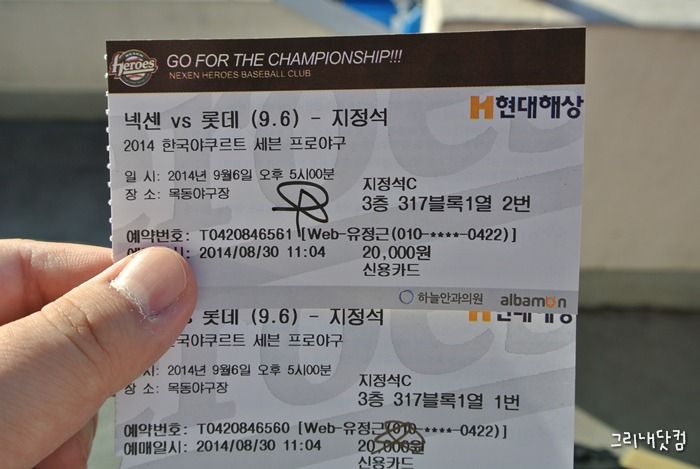 heroes
GO FOR THE CHAMPIONSHIP!!!
NEXEN HEROES BASEBALL CLUB
H현대해상
넥센 vs 롯데 (9.6) - 지정석
2014 한국야쿠르트 세븐 프로야구
일 시: 2014년 9월6일 오후 5시00분
장 소: 목동야구장
지정석C
3층 317블록1열 2번
예약번호: T0420846561 [Web-유정근(010-****-0422)]
2014/08/30 11:04
20,000원
신용카드
하늘안과의원
albamon
롯데 (9.6) - 지정석
한국야쿠르트 세븐 프로야구
일 시: 2014년 9월6일 오후 5시00분
장 소: 목동야구장
지정석C
3층 317블록1열 1번
예약번호: T0420846560 [Web-유정근(010-****-0422)]
예매일시: 2014/08/30 11:04
20,000원
신용카드
그리내닷컴